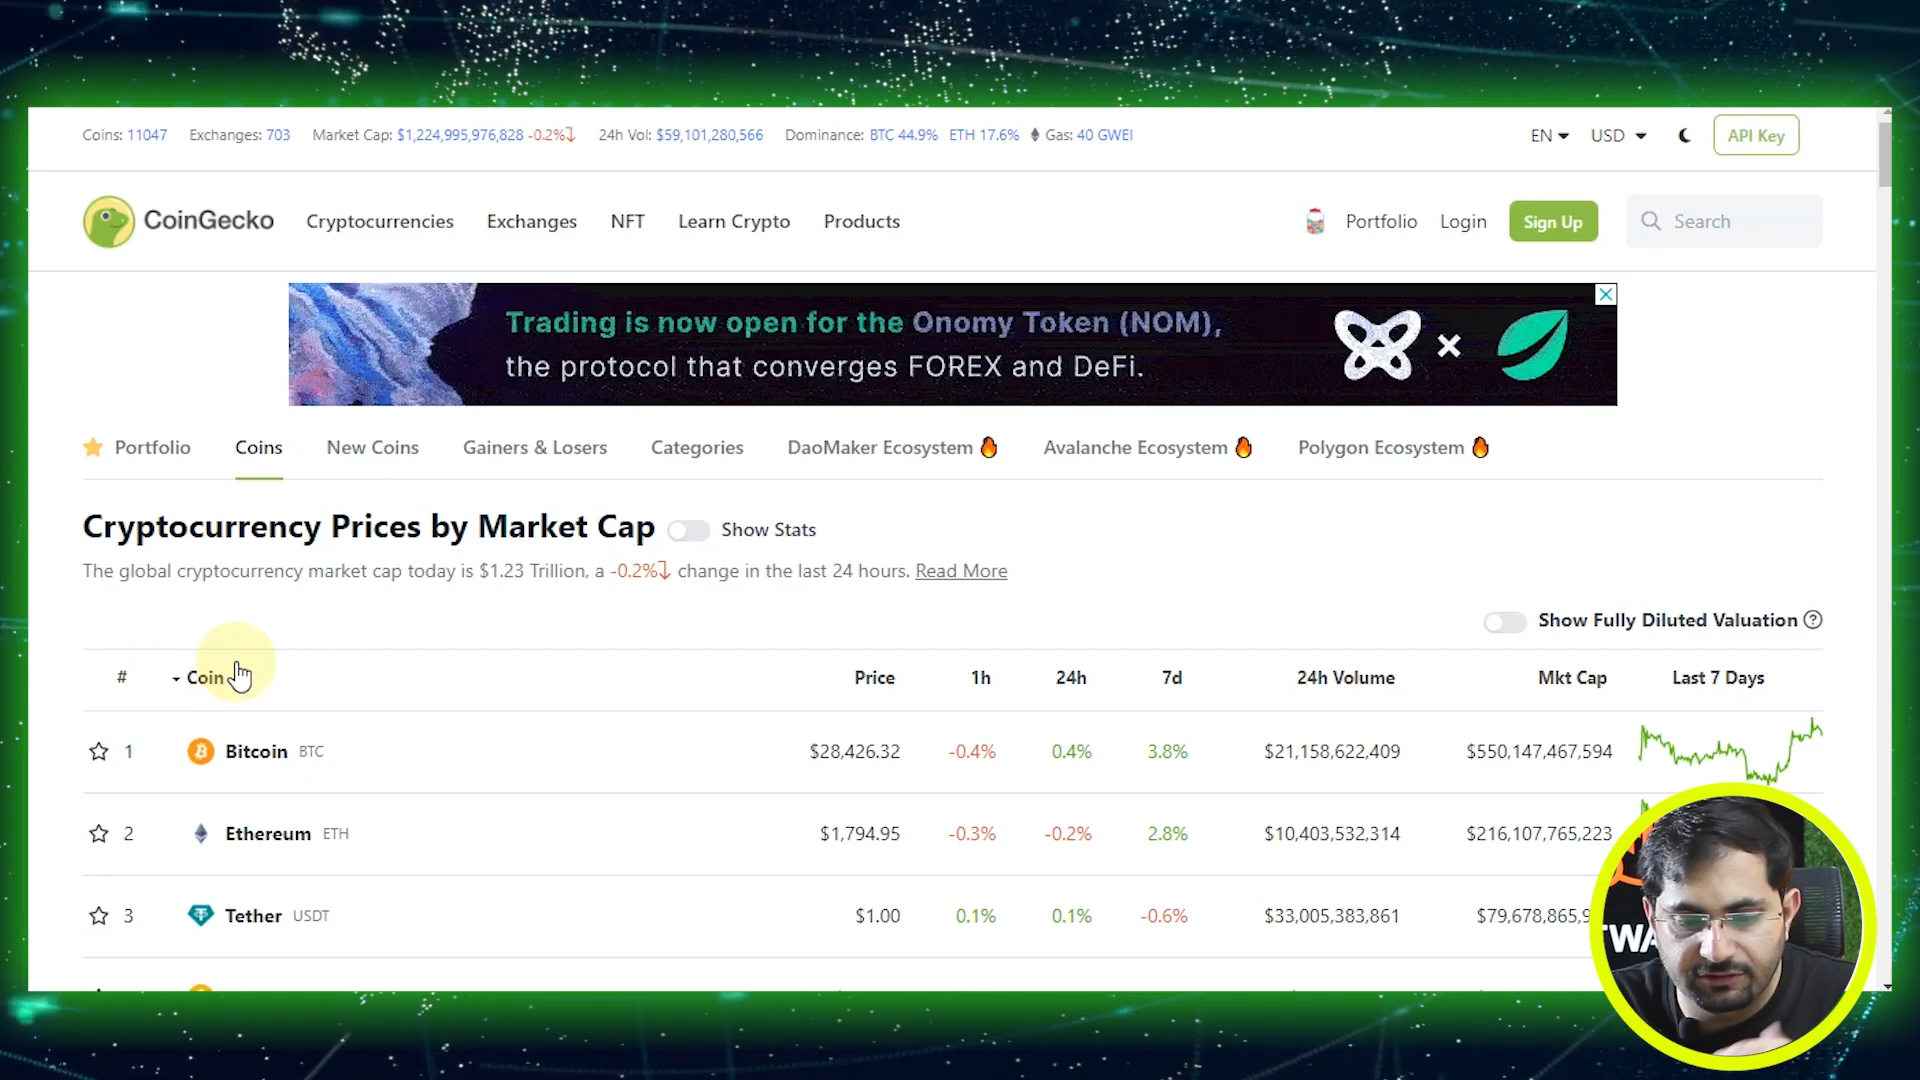 Coins: 11047 Exchanges: 703 Market Cap: $1,224,995,976,828 -0.2% 24h Vol: $59,101,280,566 Dominance: BTC 44.9% ETH 17.6% Gas: 40 GWEI EN USD API Key
CoinGecko Cryptocurrencies Exchanges NFT Learn Crypto Products Portfolio Login Sign Up Search
Trading is now open for the Onomy Token (NOM),
the protocol that converges FOREX and DeFi.
Portfolio Coins New Coins Gainers & Losers Categories DaoMaker Ecosystem Avalanche Ecosystem Polygon Ecosystem
Cryptocurrency Prices by Market Cap Show Stats
The global cryptocurrency market cap today is $1.23 Trillion, a -0.2% change in the last 24 hours. Read More
Show Fully Diluted Valuation ?
# Coin Price 1h 24h 7d 24h Volume Mkt Cap Last 7 Days
1 Bitcoin BTC $28,426.32 -0.4% 0.4% 3.8% $21,158,622,409 $550,147,467,594
2 Ethereum ETH $1,794.95 -0.3% -0.2% 2.8% $10,403,532,314 $216,107,765,223
3 Tether USDT $1.00 0.1% 0.1% -0.6% $33,005,383,861 $79,678,865,9